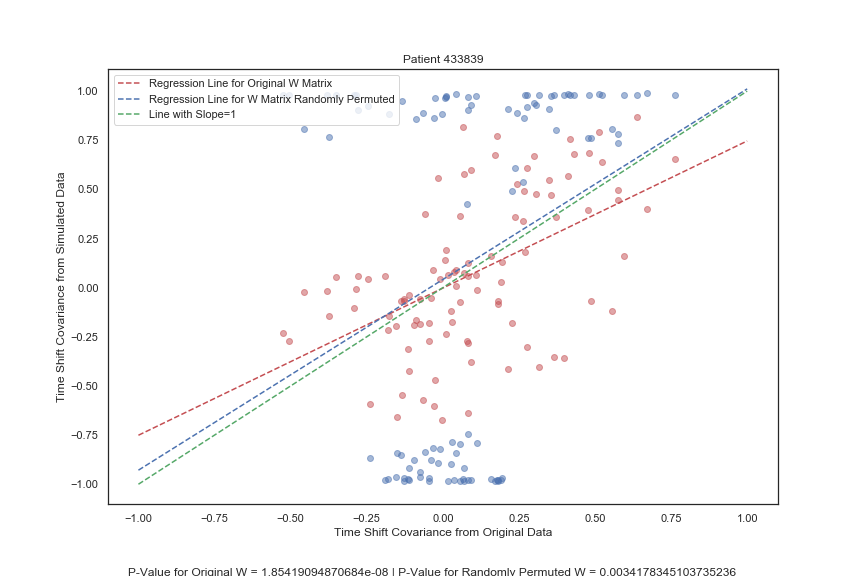 Patient 433839
Regression Line for Original W Matrix
Regression Line for W Matrix Randomly Permuted
Line with Slope=1
Time Shift Covariance from Simulated Data
1.00
0.75
0.50
0.25
0.00
−0.25
−0.50
−0.75
−1.00
−1.00 −0.75 −0.50 −0.25 0.00 0.25 0.50 0.75 1.00
Time Shift Covariance from Original Data
P-Value for Original W = 1.85419094870684e-08 | P-Value for Randomly Permuted W = 0.0034178345103735236